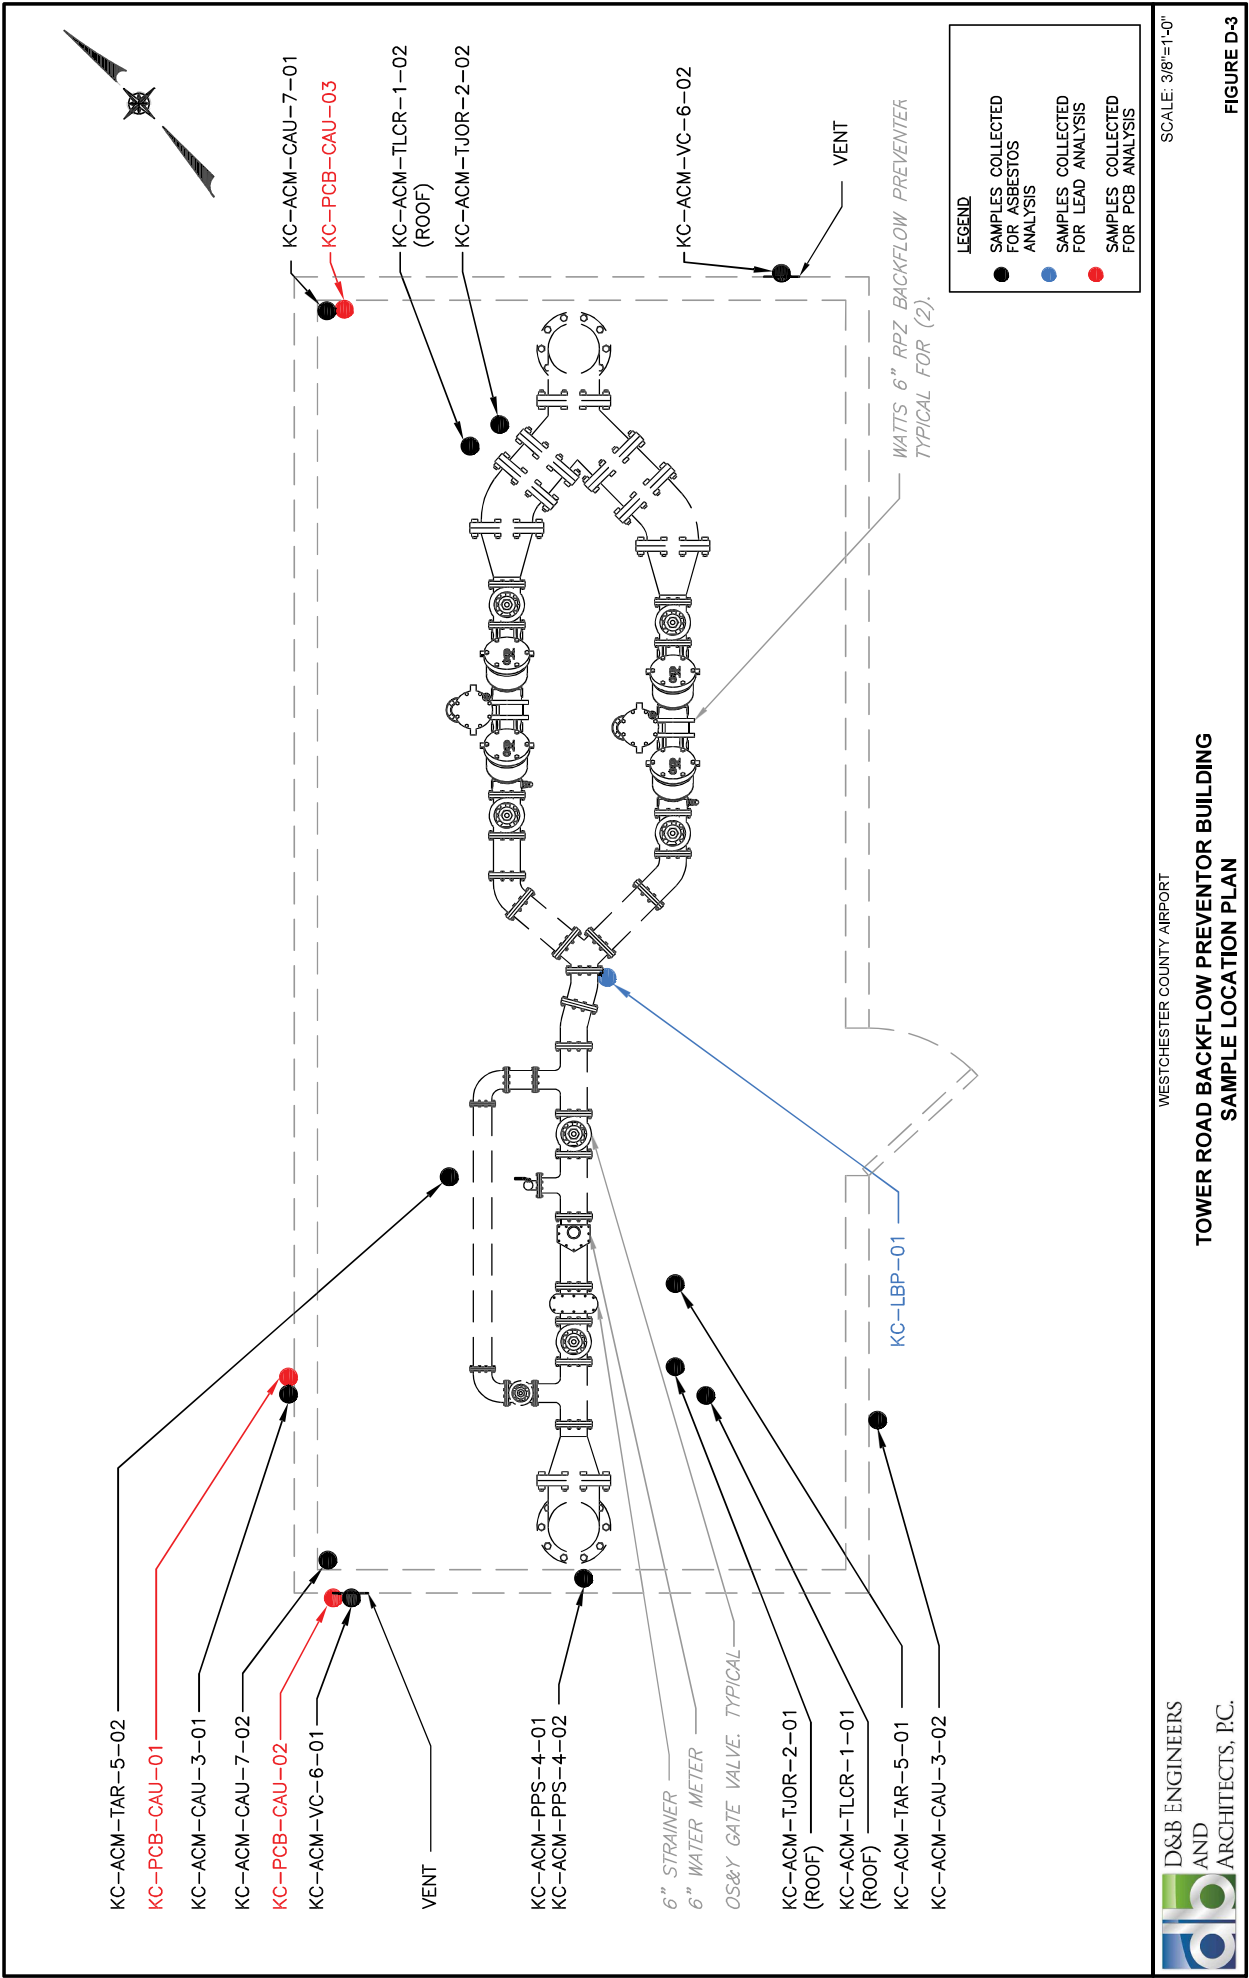 KC-ACM-TAR-5-02
KC-PCB-CAU-01
KC-ACM-CAU-3-01
KC-ACM-CAU-7-02
KC-PCB-CAU-02
KC-ACM-VC-6-01
VENT
KC-ACM-PPS-4-01
KC-ACM-PPS-4-02
6" STRAINER
6" WATER METER
OS&Y GATE VALVE. TYPICAL
KC-ACM-TJOR-2-01
(ROOF)
KC-ACM-TLCR-1-01
(ROOF)
KC-ACM-TAR-5-01
KC-ACM-CAU-3-02
KC-LBP-01
KC-ACM-CAU-7-01
KC-PCB-CAU-03
KC-ACM-TLCR-1-02
(ROOF)
KC-ACM-TJOR-2-02
KC-ACM-VC-6-02
VENT
WATTS 6" RPZ BACKFLOW PREVENTER
TYPICAL FOR (2).
LEGEND
SAMPLES COLLECTED
FOR ASBESTOS
ANALYSIS
SAMPLES COLLECTED
FOR LEAD ANALYSIS
SAMPLES COLLECTED
FOR PCB ANALYSIS
db
D&B ENGINEERS
AND
ARCHITECTS, P.C.
WESTCHESTER COUNTY AIRPORT
TOWER ROAD BACKFLOW PREVENTOR BUILDING
SAMPLE LOCATION PLAN
SCALE: 3/8"=1'-0"
FIGURE D-3